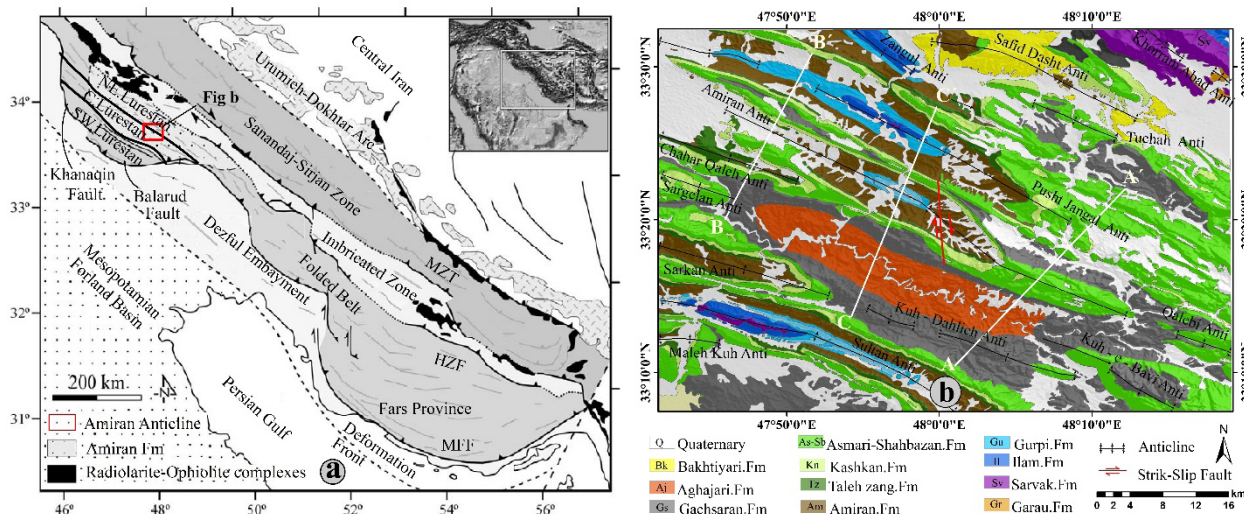 34°
33°
32°
31°
46°
48°
50°
52°
54°
56°
Central Iran
Urumieh-Dokhtar Arc
Fig b
NE Lurestan
Lurestan
SW Lurestan
Sanandaj-Sirjan Zone
Khanaqin
Fault
Balarud
Fault
Mesopotamian
Forland Basin
Dezful Embayment
Folded Belt
Imbricated Zone
MZT
HZF
200 km
N
Fars Province
Persian Gulf
MFF
Deformation
Front
Amiran Anticline
Amiran Fm
Radiolarite-Ophiolite complexes
a
47°50'0"E
48°0'0"E
48°10'0"E
33°30'0"N
33°20'0"N
33°10'0"N
B
Zangul Anti
Safid Dasht Anti
Khorram Abad Anti
Sv
Amiran Anti
C
Tuchah Anti
Chahar Qaleh Anti
A
Sargelan Anti
Pushi Jangal Anti
B
Sarkan Anti
Kuh - Dahlich Anti
Qalebi Anti
C
Sultan Anti
Maleh Kuh Anti
A
Kuh - e - Bavi Anti
b
Q Quaternary
Bk Bakhtiyari.Fm
Aj Aghajari.Fm
Gs Gachsaran.Fm
As-Sb Asmari-Shahbazan.Fm
Kn Kashkan.Fm
Tz Taleh zang.Fm
Am Amiran.Fm
Gu Gurpi.Fm
Il Ilam.Fm
Sv Sarvak.Fm
Gr Garau.Fm
Anticline
Strik-Slip Fault
N
0 2 4 8 12 16
km